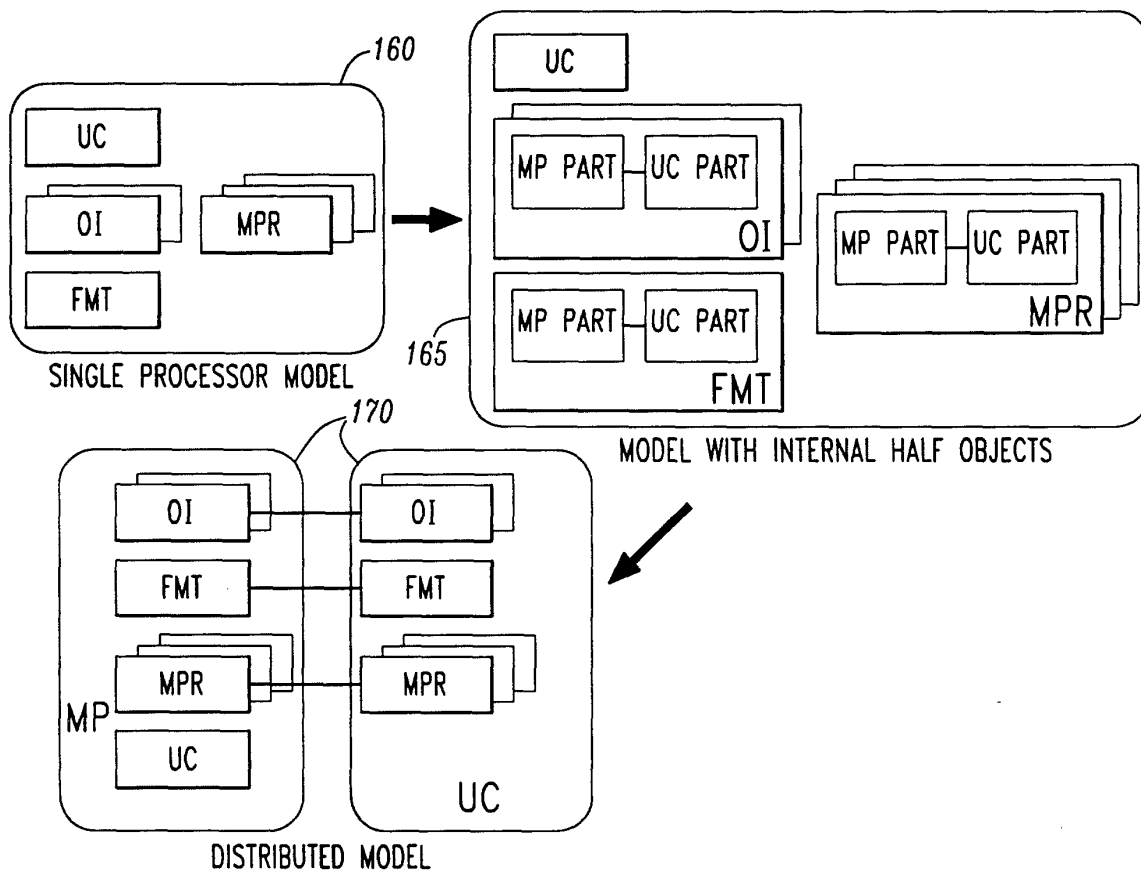 160
UC
OI
MPR
FMT
SINGLE PROCESSOR MODEL
UC
MP PART
UC PART
OI
MP PART
UC PART
MPR
165
MP PART
UC PART
FMT
MODEL WITH INTERNAL HALF OBJECTS
170
OI
OI
FMT
FMT
MPR
MPR
MP
UC
UC
DISTRIBUTED MODEL